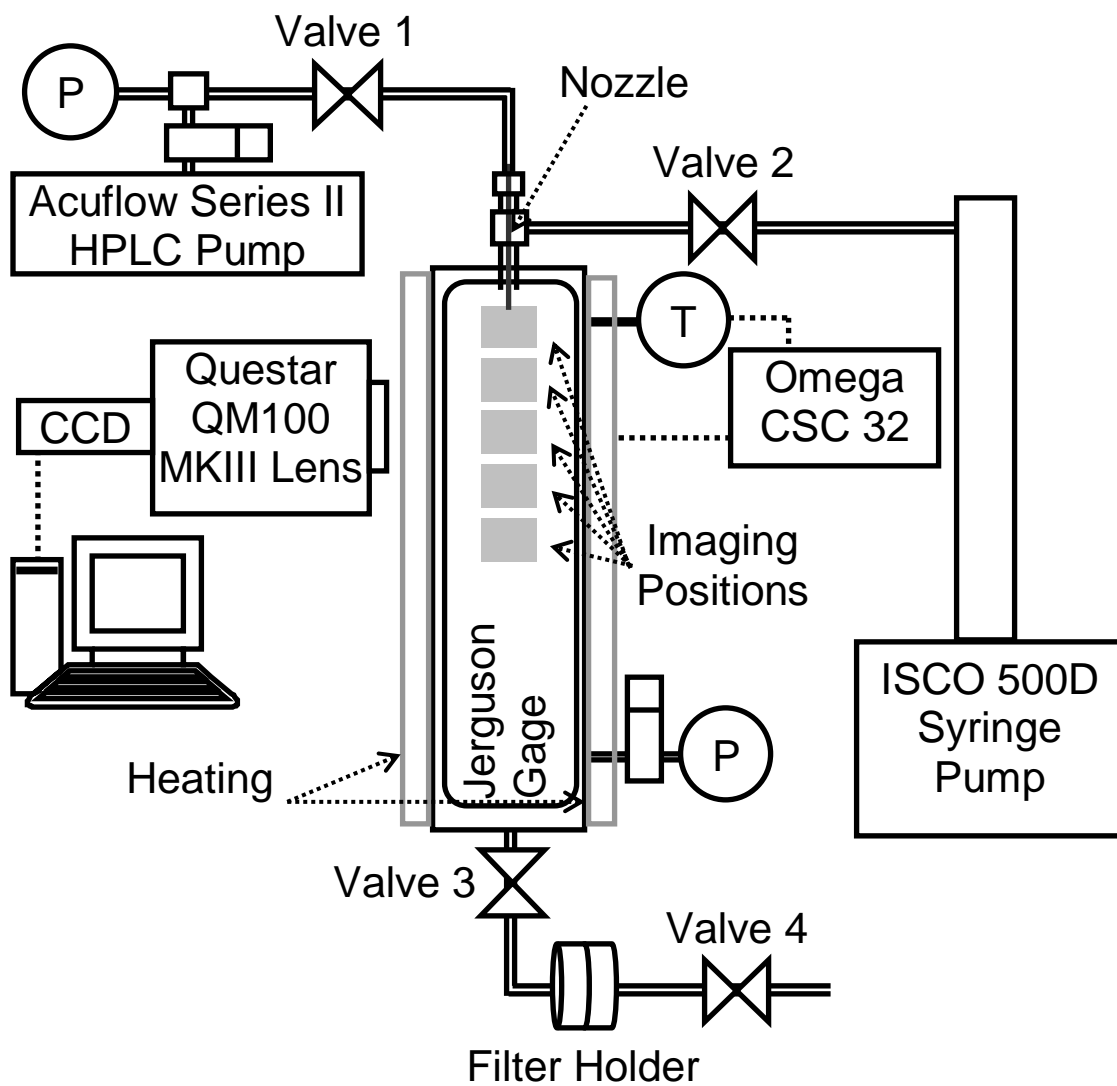 Valve 1
P
Nozzle
Valve 2
Acuflow Series II
HPLC Pump
T
Questar
QM100
MKIII Lens
CCD
Omega
CSC 32
Imaging
Positions
Jerguson
Gage
ISCO 500D
Syringe
Pump
P
Heating
Valve 3
Valve 4
Filter Holder